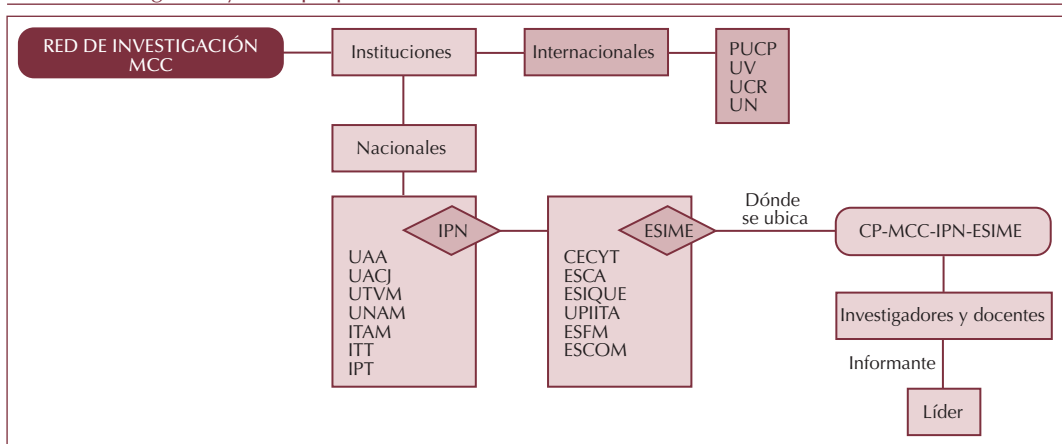 RED DE INVESTIGACIÓN
MCC
Instituciones
Internacionales
PUCP
UV
UCR
UN
Nacionales
IPN
UAA
UACJ
UTVM
UNAM
ITAM
ITT
IPT
ESIME
CECYT
ESCA
ESIQUE
UPIITA
ESFM
ESCOM
Dónde
se ubica
CP-MCC-IPN-ESIME
Investigadores y docentes
Informante
Líder